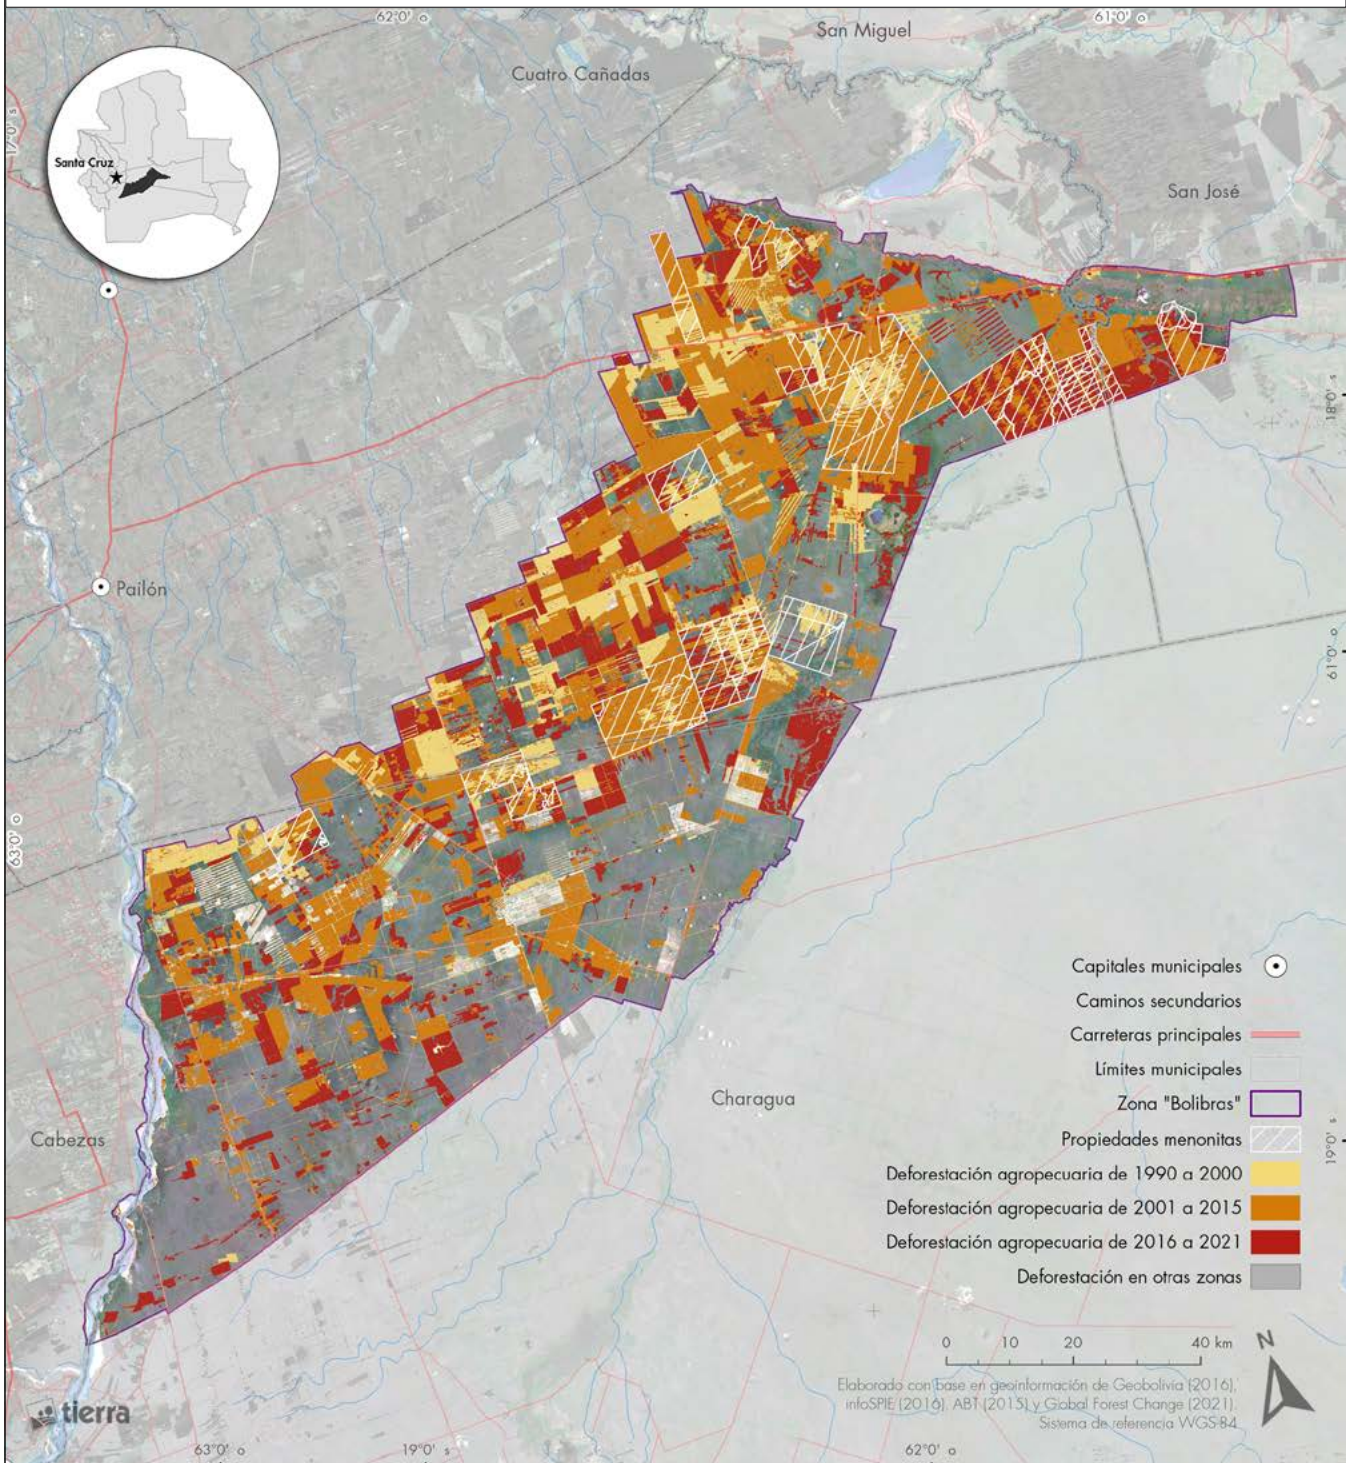 62°0' o
61°0' o
San Miguel
Cuatro Cañadas
17°0' s
Santa Cruz
San José
18°0' s
Pailón
61°0' o
63°0' o
Capitales municipales
Caminos secundarios
Carreteras principales
Límites municipales
Zona "Bolibras"
Propiedades menonitas
Deforestación agropecuaria de 1990 a 2000
Deforestación agropecuaria de 2001 a 2015
Deforestación agropecuaria de 2016 a 2021
Deforestación en otras zonas
Charagua
Cabezas
19°0' s
0 10 20 40 km
N
Elaborado con base en geoinformación de Geobolivia (2016),
infoSPIE (2016), ABT (2015) y Global Forest Change (2021).
Sistema de referencia WGS-84
tierra
63°0' o
19°0' s
62°0' o